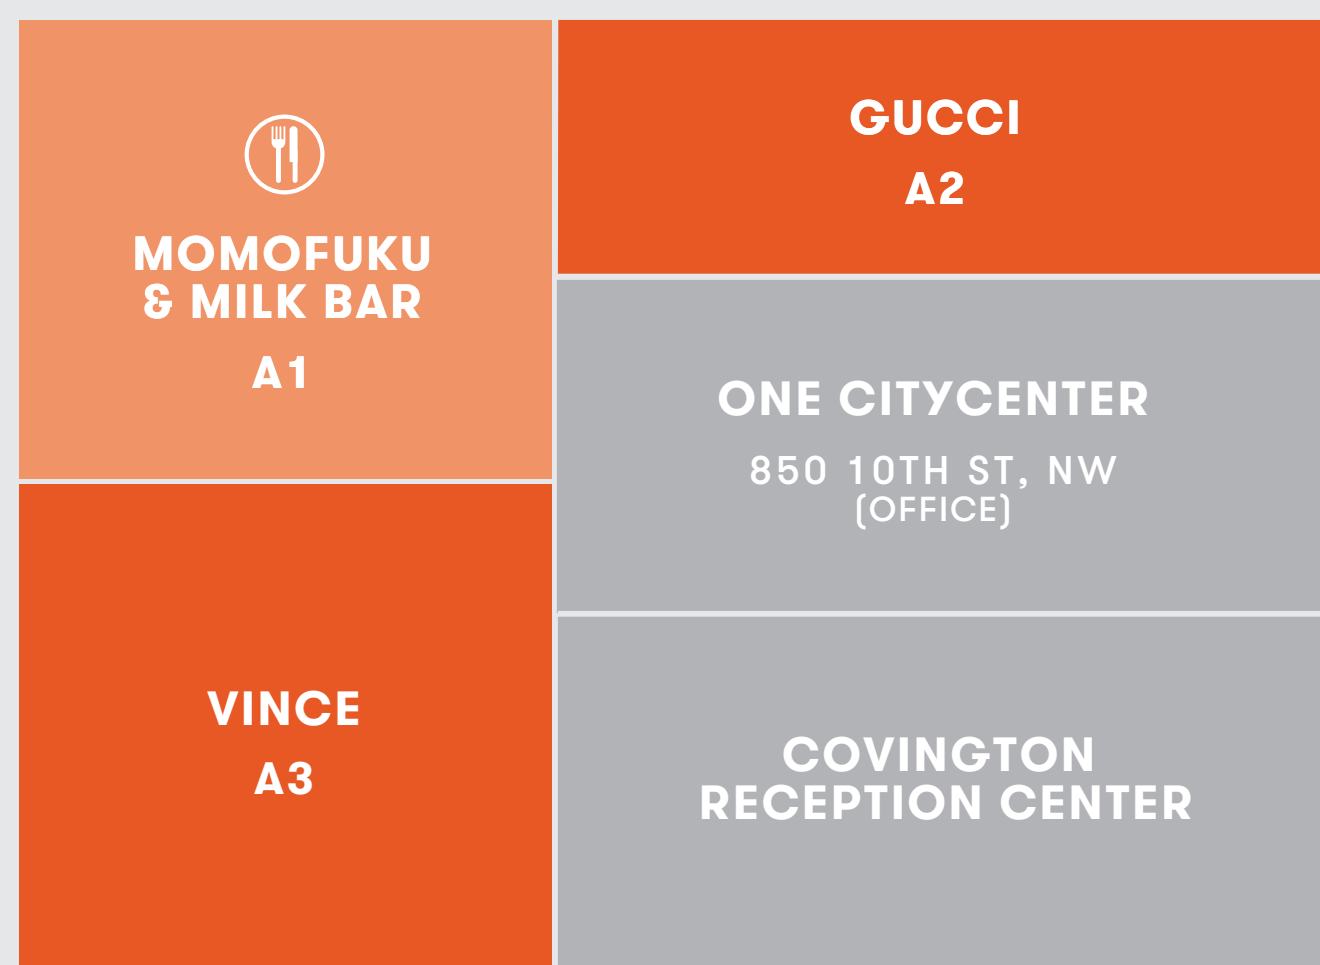 MOMOFUKU
& MILK BAR
A1
GUCCI
A2
ONE CITYCENTER
850 10TH ST, NW
(OFFICE)
VINCE
A3
COVINGTON
RECEPTION CENTER